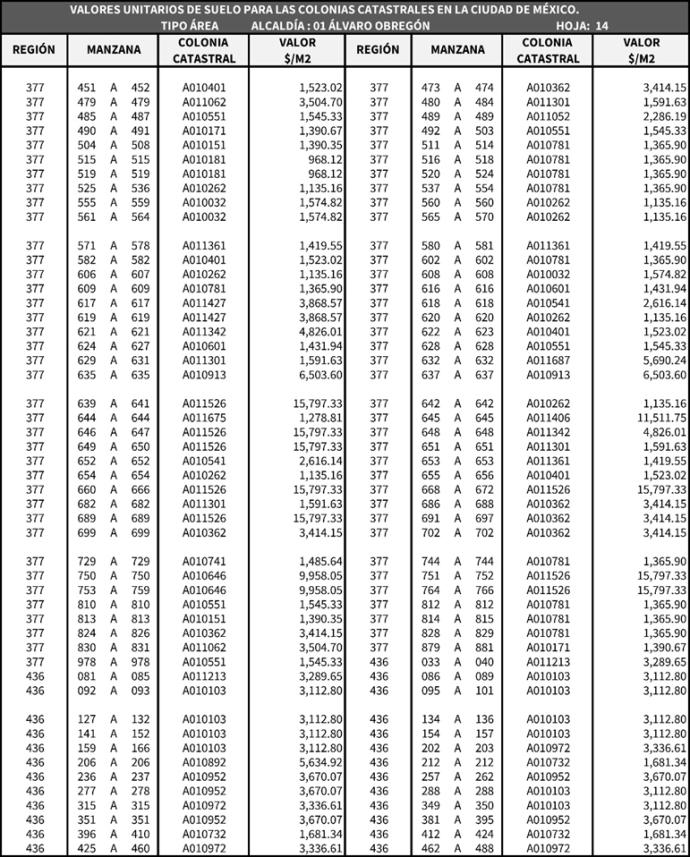 VALORES UNITARIOS DE SUELO PARA LAS COLONIAS CATASTRALES EN LA CIUDAD DE MÉXICO.
TIPO ÁREA ALCALDÍA : 01 ÁLVARO OBREGÓN HOJA: 14
REGIÓN MANZANA COLONIA CATASTRAL VALOR $/M2 REGIÓN MANZANA COLONIA CATASTRAL VALOR $/M2
377 451 A 452 A010401 1,523.02 377 473 A 474 A010362 3,414.15
377 479 A 479 A011062 3,504.70 377 480 A 484 A011301 1,591.63
377 485 A 487 A010551 1,545.33 377 489 A 489 A011052 2,286.19
377 490 A 491 A010171 1,390.67 377 492 A 503 A010551 1,545.33
377 504 A 508 A010151 1,390.35 377 511 A 514 A010781 1,365.90
377 515 A 515 A010181 968.12 377 516 A 518 A010781 1,365.90
377 519 A 519 A010181 968.12 377 520 A 524 A010781 1,365.90
377 525 A 536 A010262 1,135.16 377 537 A 554 A010781 1,365.90
377 555 A 559 A010032 1,574.82 377 560 A 560 A010262 1,135.16
377 561 A 564 A010032 1,574.82 377 565 A 570 A010262 1,135.16
377 571 A 578 A011361 1,419.55 377 580 A 581 A011361 1,419.55
377 582 A 582 A010401 1,523.02 377 602 A 602 A010781 1,365.90
377 606 A 607 A010262 1,135.16 377 608 A 608 A010032 1,574.82
377 609 A 609 A010781 1,365.90 377 616 A 616 A010601 1,431.94
377 617 A 617 A011427 3,868.57 377 618 A 618 A010541 2,616.14
377 619 A 619 A011427 3,868.57 377 620 A 620 A010262 1,135.16
377 621 A 621 A011342 4,826.01 377 622 A 623 A010401 1,523.02
377 624 A 627 A010601 1,431.94 377 628 A 628 A010551 1,545.33
377 629 A 631 A011301 1,591.63 377 632 A 632 A011687 5,690.24
377 635 A 635 A010913 6,503.60 377 637 A 637 A010913 6,503.60
377 639 A 641 A011526 15,797.33 377 642 A 642 A010262 1,135.16
377 644 A 644 A011675 1,278.81 377 645 A 645 A011406 11,511.75
377 646 A 647 A011526 15,797.33 377 648 A 648 A011342 4,826.01
377 649 A 650 A011526 15,797.33 377 651 A 651 A011301 1,591.63
377 652 A 652 A010541 2,616.14 377 653 A 653 A011361 1,419.55
377 654 A 654 A010262 1,135.16 377 655 A 656 A010401 1,523.02
377 660 A 666 A011526 15,797.33 377 668 A 672 A011526 15,797.33
377 682 A 682 A011301 1,591.63 377 686 A 688 A010362 3,414.15
377 689 A 689 A011526 15,797.33 377 691 A 697 A010362 3,414.15
377 699 A 699 A010362 3,414.15 377 702 A 702 A010362 3,414.15
377 729 A 729 A010741 1,485.64 377 744 A 744 A010781 1,365.90
377 750 A 750 A010646 9,958.05 377 751 A 752 A011526 15,797.33
377 753 A 759 A010646 9,958.05 377 764 A 766 A011526 15,797.33
377 810 A 810 A010551 1,545.33 377 812 A 812 A010781 1,365.90
377 813 A 813 A010151 1,390.35 377 814 A 815 A010781 1,365.90
377 824 A 826 A010362 3,414.15 377 828 A 829 A010781 1,365.90
377 830 A 831 A011062 3,504.70 377 879 A 881 A010171 1,390.67
377 978 A 978 A010551 1,545.33 436 033 A 040 A011213 3,289.65
436 081 A 085 A011213 3,289.65 436 086 A 089 A010103 3,112.80
436 092 A 093 A010103 3,112.80 436 095 A 101 A010103 3,112.80
436 127 A 132 A010103 3,112.80 436 134 A 136 A010103 3,112.80
436 141 A 152 A010103 3,112.80 436 154 A 157 A010103 3,112.80
436 159 A 166 A010103 3,112.80 436 202 A 203 A010972 3,336.61
436 206 A 206 A010892 5,634.92 436 212 A 212 A010732 1,681.34
436 236 A 237 A010952 3,670.07 436 257 A 262 A010952 3,670.07
436 277 A 278 A010952 3,670.07 436 288 A 288 A010103 3,112.80
436 315 A 315 A010972 3,336.61 436 349 A 350 A010103 3,112.80
436 351 A 351 A010952 3,670.07 436 381 A 395 A010952 3,670.07
436 396 A 410 A010732 1,681.34 436 412 A 424 A010732 1,681.34
436 425 A 460 A010972 3,336.61 436 462 A 488 A010972 3,336.61